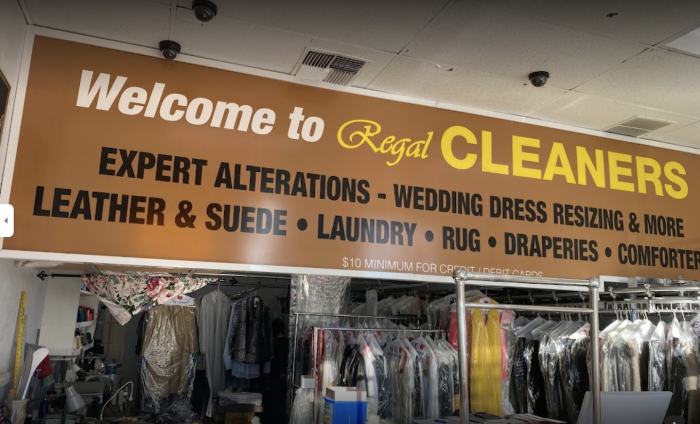 Welcome to Regal CLEANERS
EXPERT ALTERATIONS - WEDDING DRESS RESIZING & MORE
LEATHER & SUEDE • LAUNDRY • RUG • DRAPERIES • COMFORTER
$10 MINIMUM FOR CREDIT / DEBIT CARDS